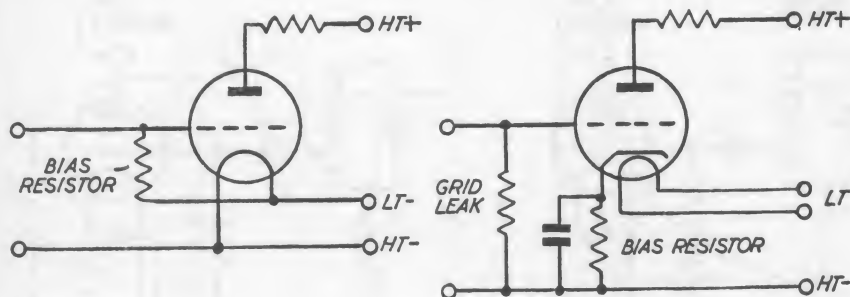 HT+
BIAS
RESISTOR
LT-
HT-
HT+
GRID
LEAK
BIAS RESISTOR
LT
HT-